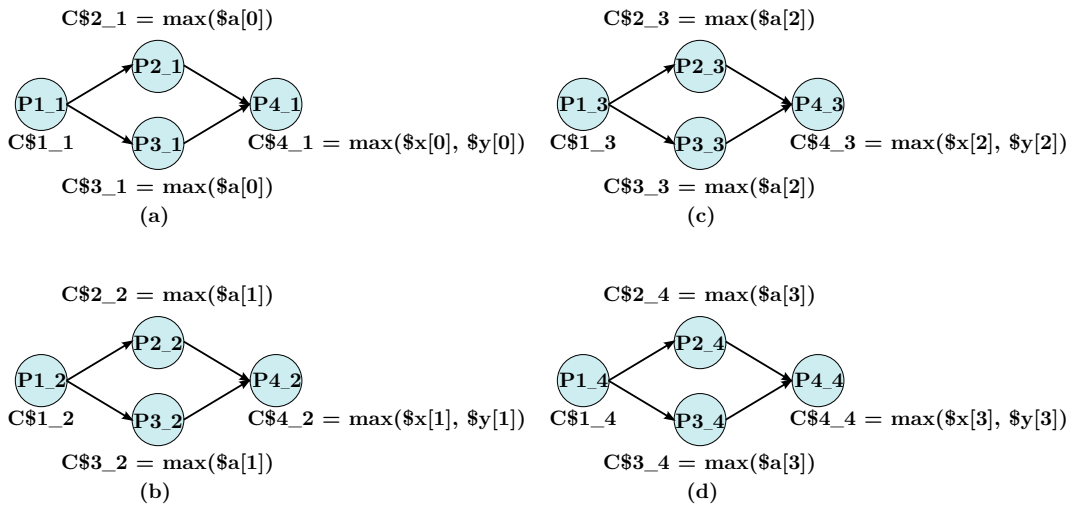 C$2_1 = max($a[0])
P2_1
P1_1
P4_1
C$1_1
P3_1
C$4_1 = max($x[0], $y[0])
C$3_1 = max($a[0])
(a)
C$2_3 = max($a[2])
P2_3
P1_3
P4_3
C$1_3
P3_3
C$4_3 = max($x[2], $y[2])
C$3_3 = max($a[2])
(c)
C$2_2 = max($a[1])
P2_2
P1_2
P4_2
C$1_2
P3_2
C$4_2 = max($x[1], $y[1])
C$3_2 = max($a[1])
(b)
C$2_4 = max($a[3])
P2_4
P1_4
P4_4
C$1_4
P3_4
C$4_4 = max($x[3], $y[3])
C$3_4 = max($a[3])
(d)